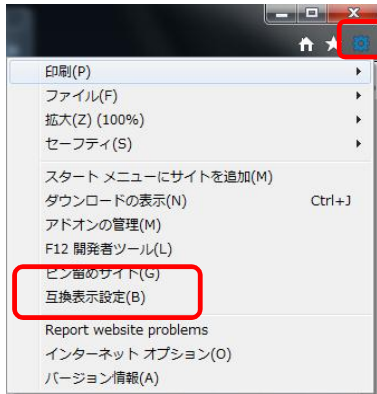 印刷(P)
ファイル(F)
拡大(Z) (100%)
セーフティ(S)
スタート メニューにサイトを追加(M)
ダウンロードの表示(N) Ctrl+J
アドオンの管理(M)
F12 開発者ツール(L)
ピン留めサイト(G)
互換表示設定(B)
Report website problems
インターネット オプション(O)
バージョン情報(A)